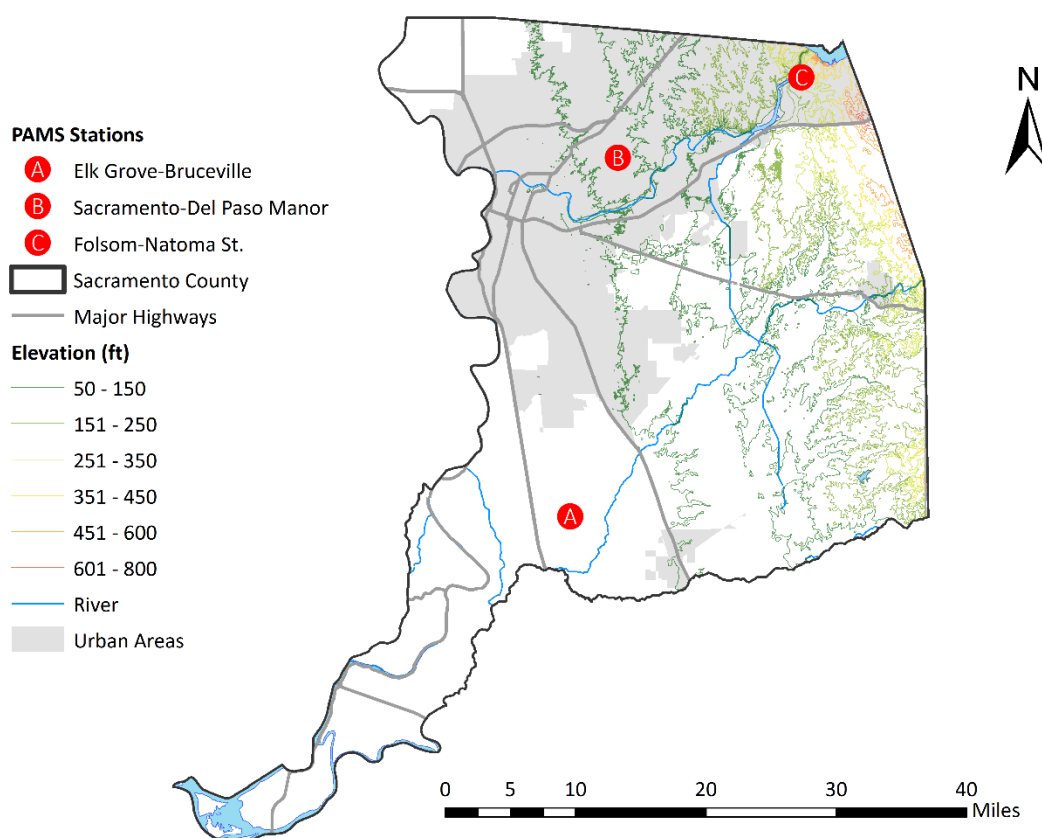 PAMS Stations
A Elk Grove-Bruceville
B Sacramento-Del Paso Manor
C Folsom-Natoma St.
Sacramento County
Major Highways
Elevation (ft)
50 - 150
151 - 250
251 - 350
351 - 450
451 - 600
601 - 800
River
Urban Areas
C
B
A
N
0 5 10 20 30 40
Miles